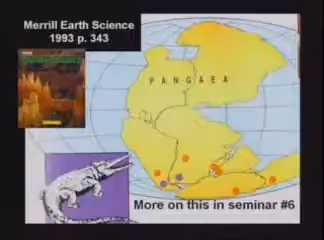 Merrill Earth Science
1993 p. 343
PANGAEA
More on this in seminar #6